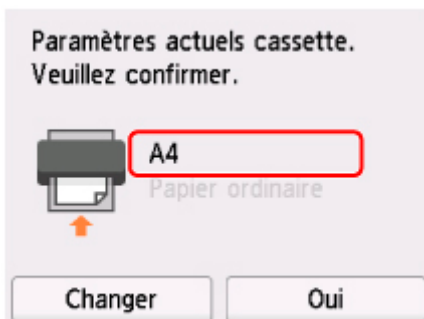 Paramètres actuels cassette.
Veuillez confirmer.
A4
Papier ordinaire
Changer
Oui